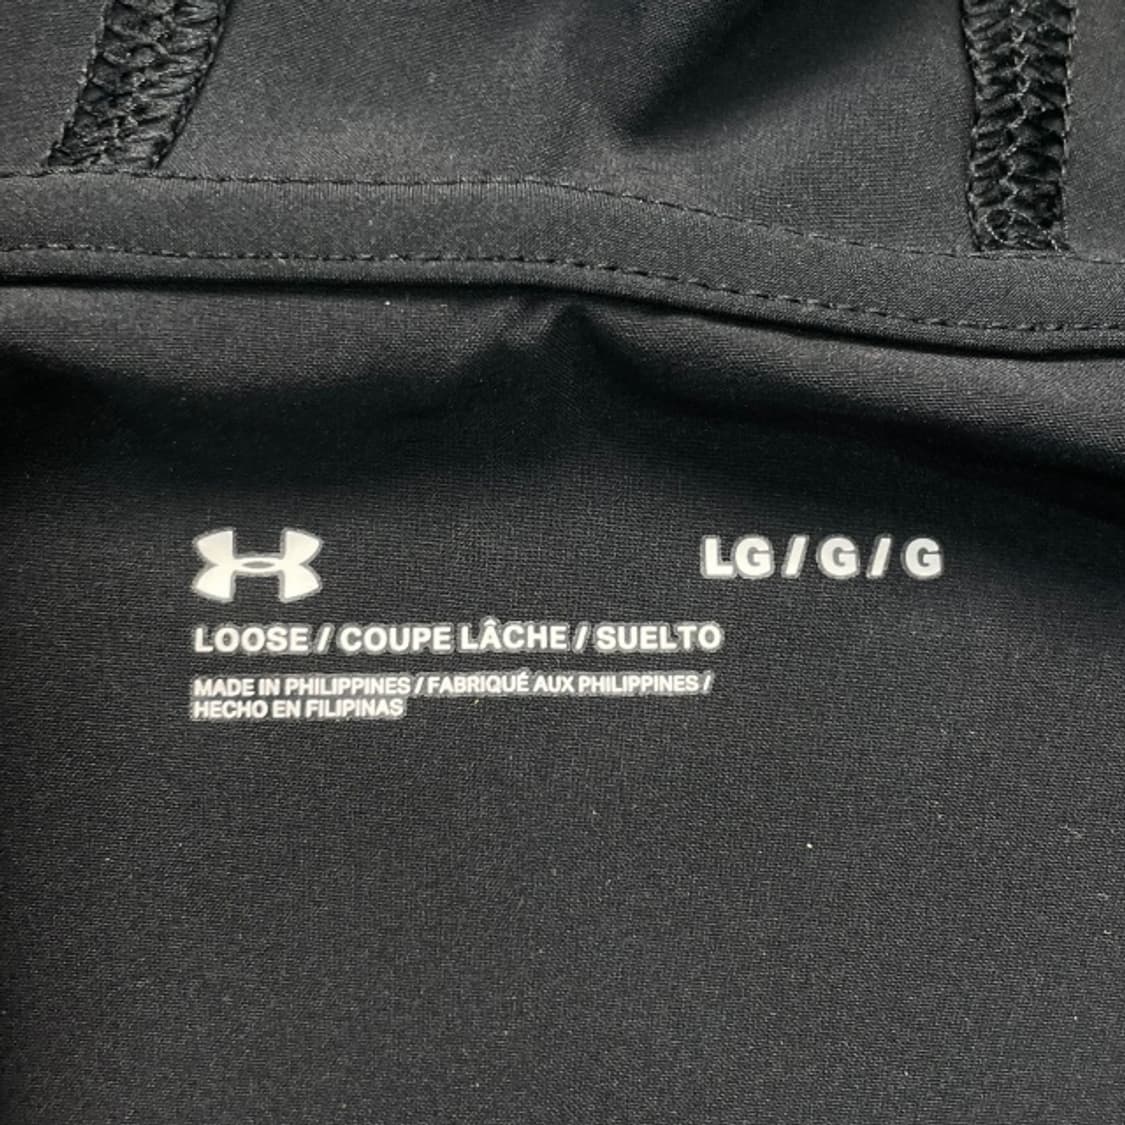 LG / G / G
LOOSE / COUPE LÂCHE / SUELTO
MADE IN PHILIPPINES / FABRIQUÉ AUX PHILIPPINES /
HECHO EN FILIPINAS